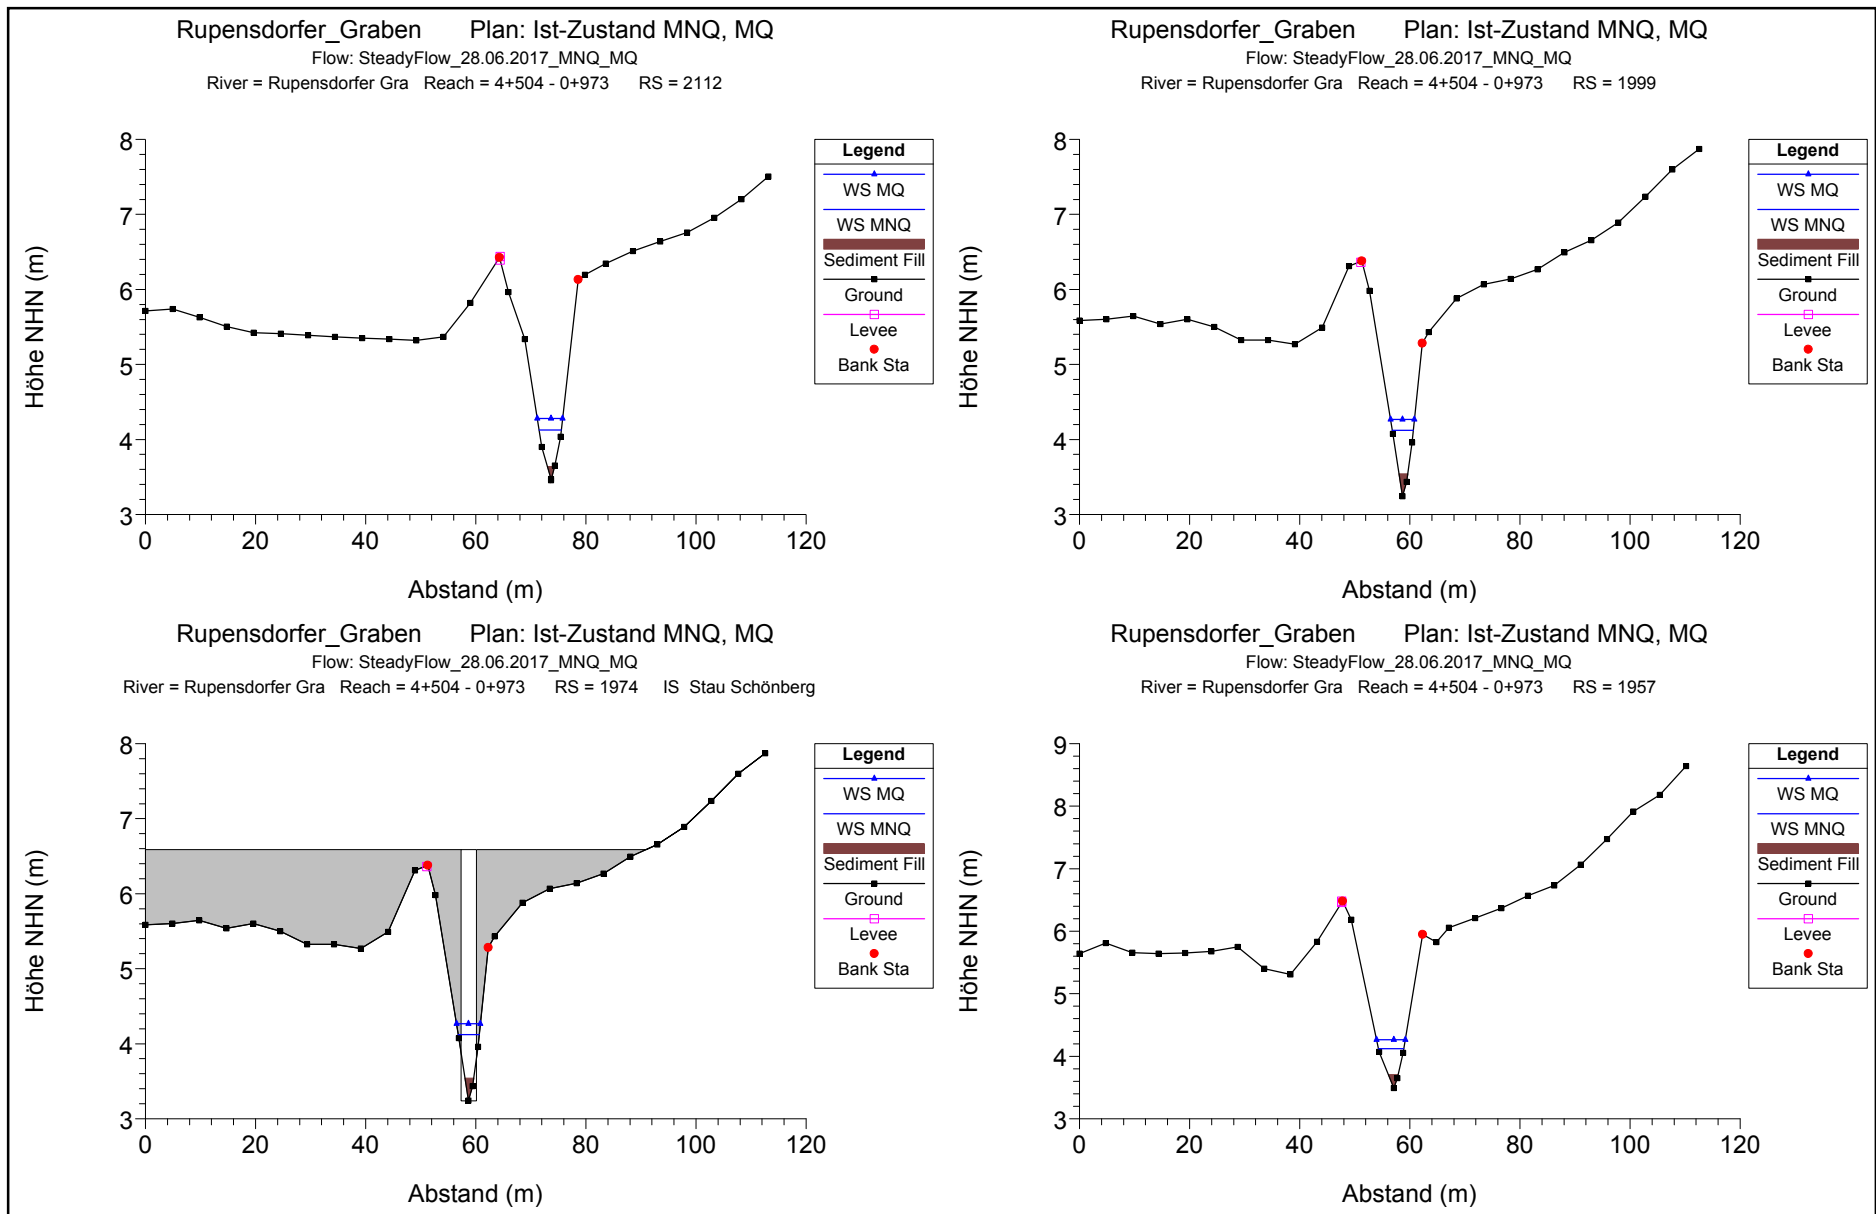 Rupensdorfer_Graben Plan: Ist-Zustand MNQ, MQ
Flow: SteadyFlow_28.06.2017_MNQ_MQ
River = Rupensdorfer Gra Reach = 4+504 - 0+973 RS = 2112
8
7
6
5
4
3
0 20 40 60 80 100 120
Höhe NHN (m)
Abstand (m)
Legend
WS MQ
WS MNQ
Sediment Fill
Ground
Levee
Bank Sta
Rupensdorfer_Graben Plan: Ist-Zustand MNQ, MQ
Flow: SteadyFlow_28.06.2017_MNQ_MQ
River = Rupensdorfer Gra Reach = 4+504 - 0+973 RS = 1999
8
7
6
5
4
3
0 20 40 60 80 100 120
Höhe NHN (m)
Abstand (m)
Legend
WS MQ
WS MNQ
Sediment Fill
Ground
Levee
Bank Sta
Rupensdorfer_Graben Plan: Ist-Zustand MNQ, MQ
Flow: SteadyFlow_28.06.2017_MNQ_MQ
River = Rupensdorfer Gra Reach = 4+504 - 0+973 RS = 1974 IS Stau Schönberg
8
7
6
5
4
3
0 20 40 60 80 100 120
Höhe NHN (m)
Abstand (m)
Legend
WS MQ
WS MNQ
Sediment Fill
Ground
Levee
Bank Sta
Rupensdorfer_Graben Plan: Ist-Zustand MNQ, MQ
Flow: SteadyFlow_28.06.2017_MNQ_MQ
River = Rupensdorfer Gra Reach = 4+504 - 0+973 RS = 1957
9
8
7
6
5
4
3
0 20 40 60 80 100 120
Höhe NHN (m)
Abstand (m)
Legend
WS MQ
WS MNQ
Sediment Fill
Ground
Levee
Bank Sta